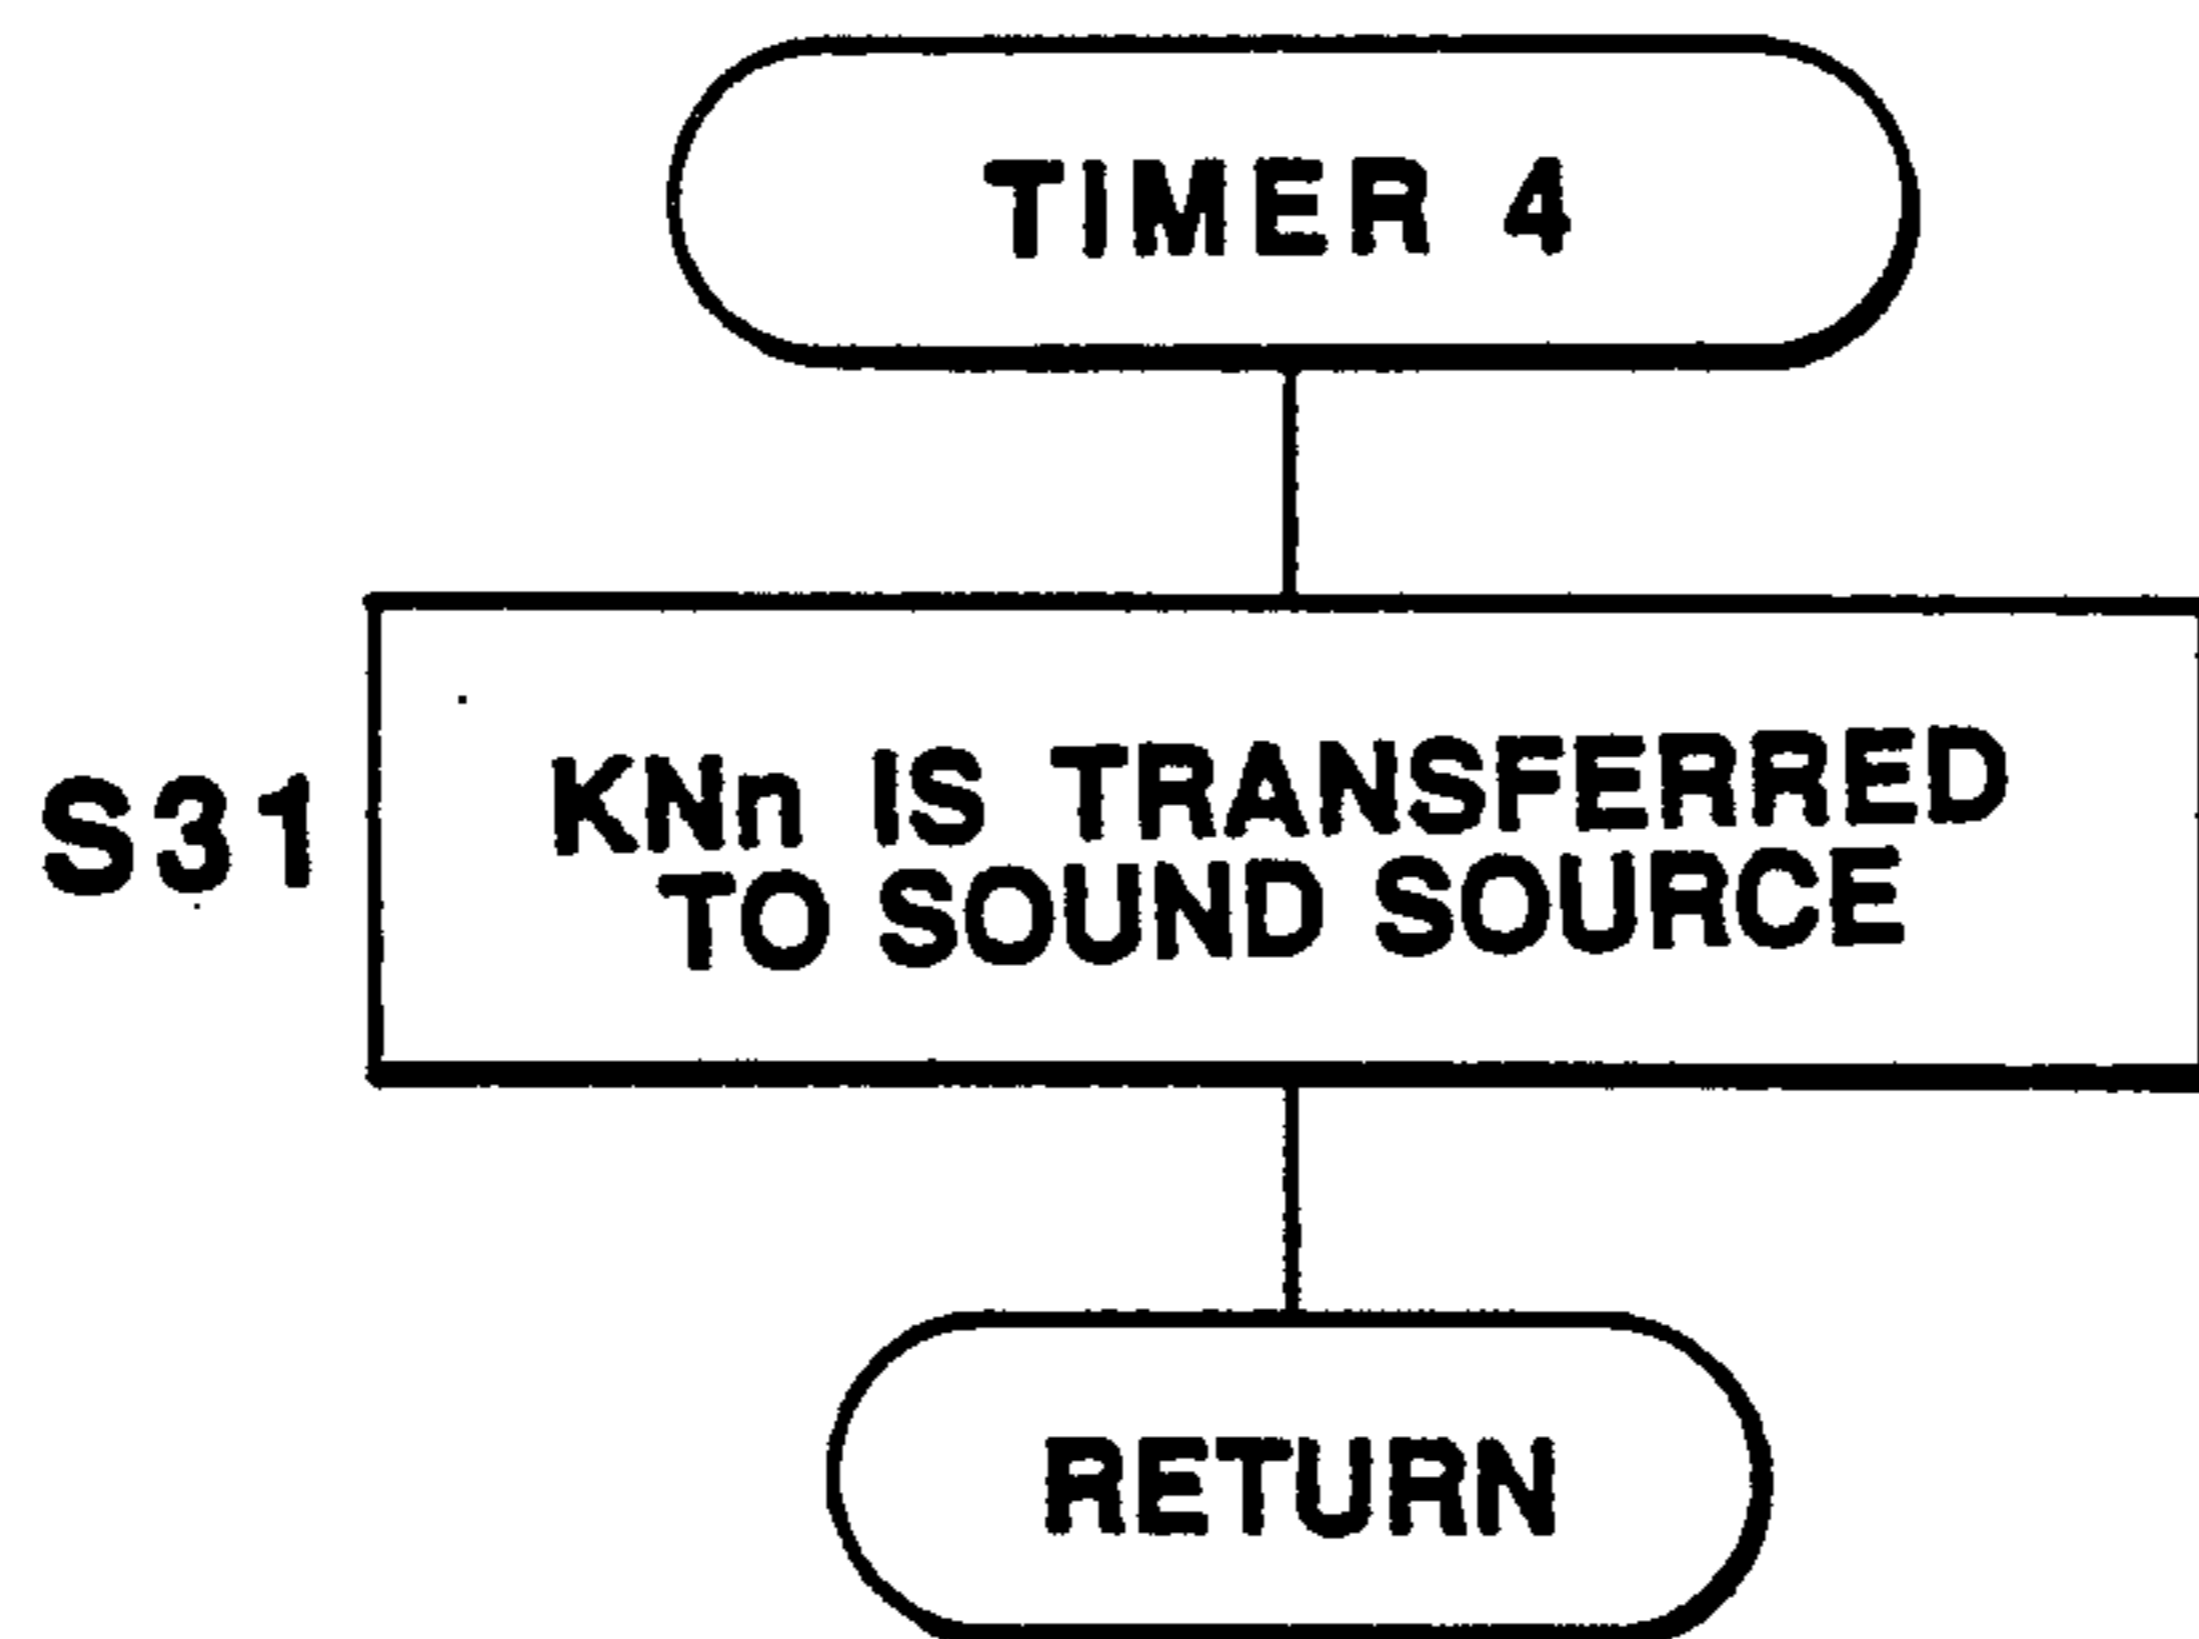 TIMER 4
S31
KNn IS TRANSFERRED
TO SOUND SOURCE
RETURN